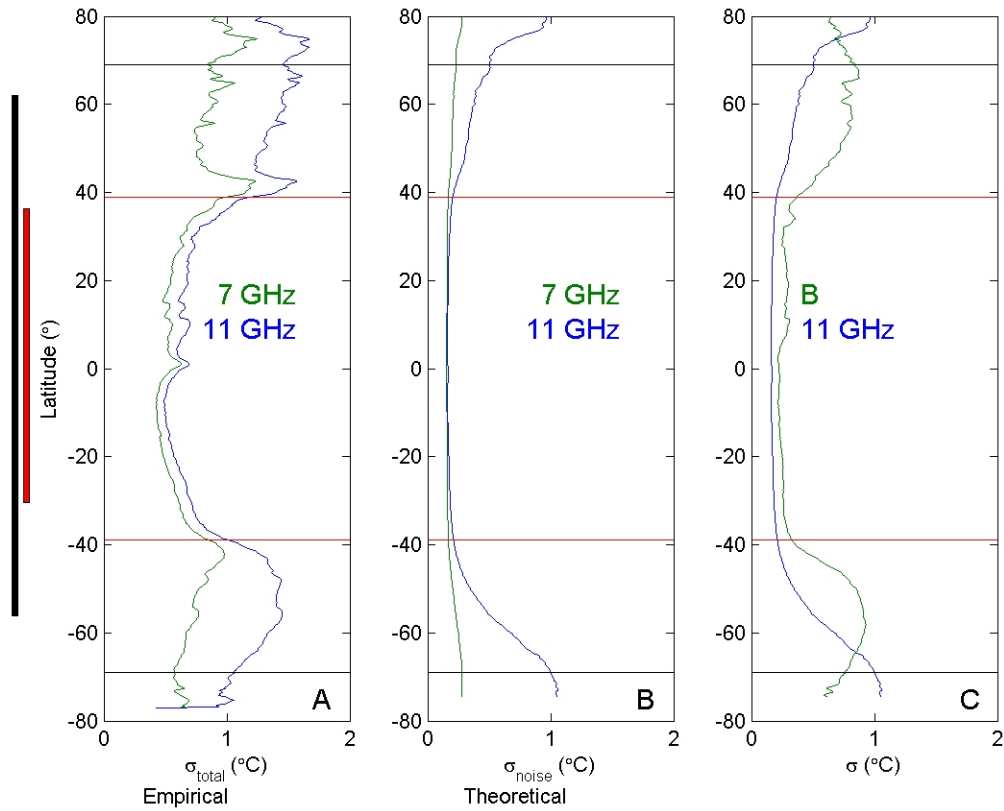 80
60
40
20
0
-20
-40
-60
-80
0
1
2
Latitude (°)
7 GHz
11 GHz
A
σtotal (°C)
Empirical
80
60
40
20
0
-20
-40
-60
-80
0
1
2
7 GHz
11 GHz
B
σnoise (°C)
Theoretical
80
60
40
20
0
-20
-40
-60
-80
0
1
2
B
11 GHz
C
σ (°C)